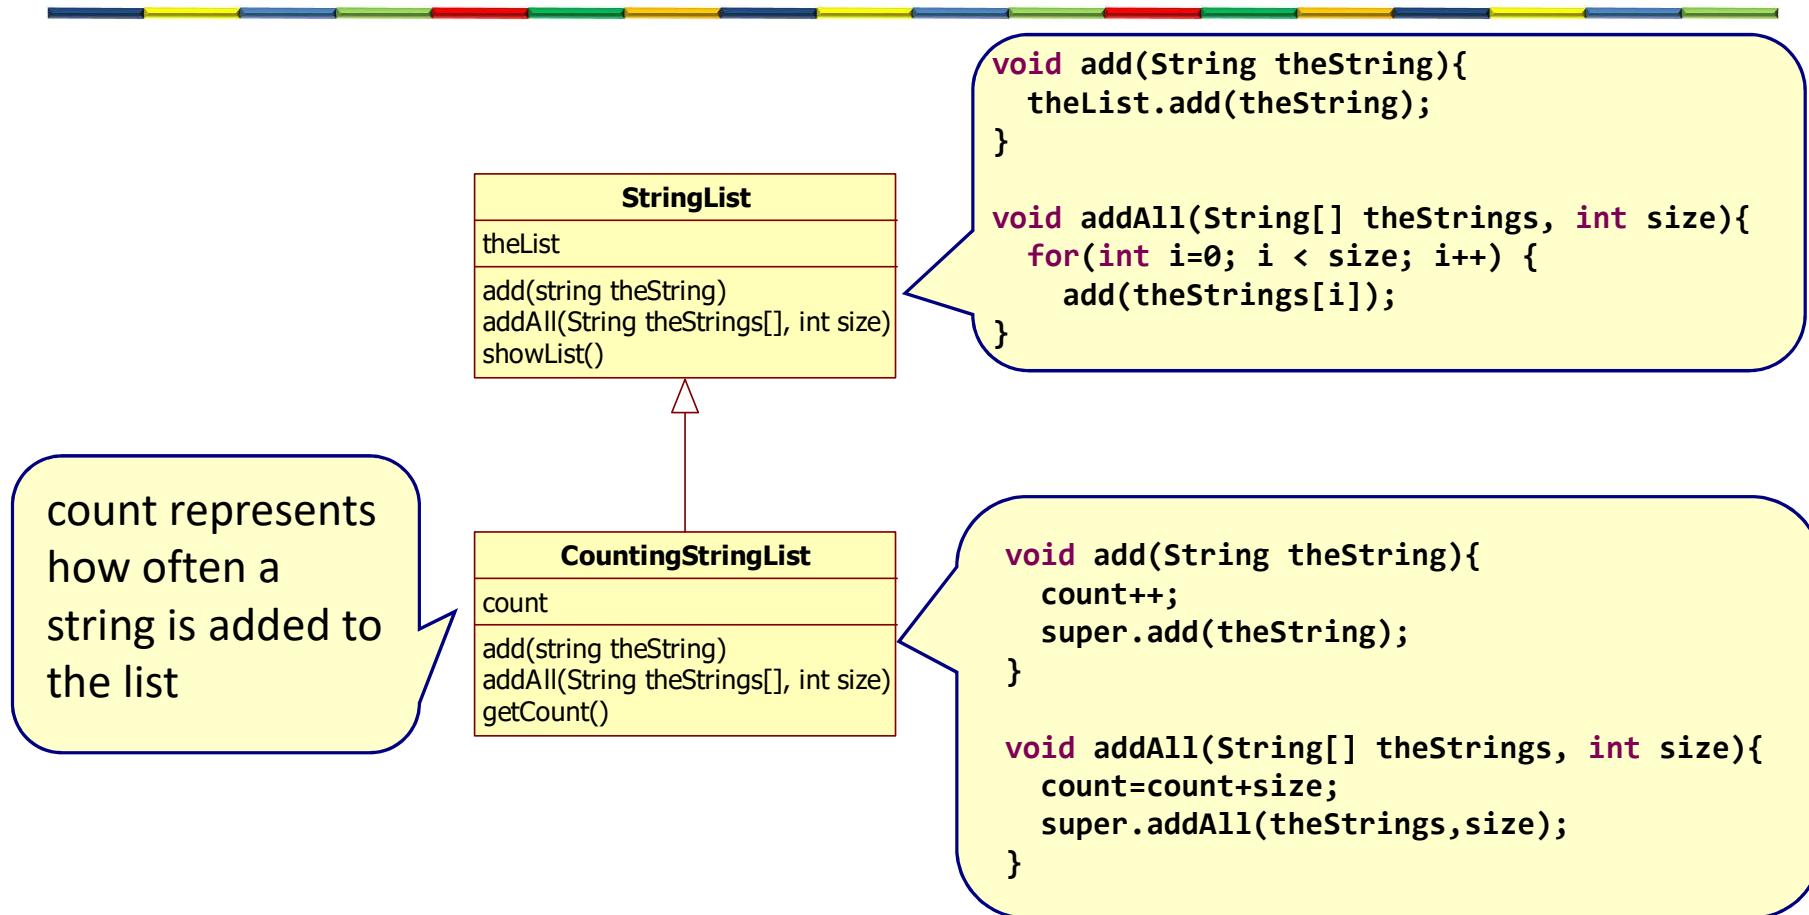 void add(String theString){
theList.add(theString);
}
void addAll(String[] theStrings, int size){
for(int i=0; i < size; i++) {
add(theStrings[i]);
}
StringList
theList
add(string theString)
addAll(String theStrings[], int size)
showList()
count represents
how often a
string is added to
the list
CountingStringList
count
add(string theString)
addAll(String theStrings[], int size)
getCount()
void add(String theString){
count++;
super.add(theString);
}
void addAll(String[] theStrings, int size){
count=count+size;
super.addAll(theStrings,size);
}